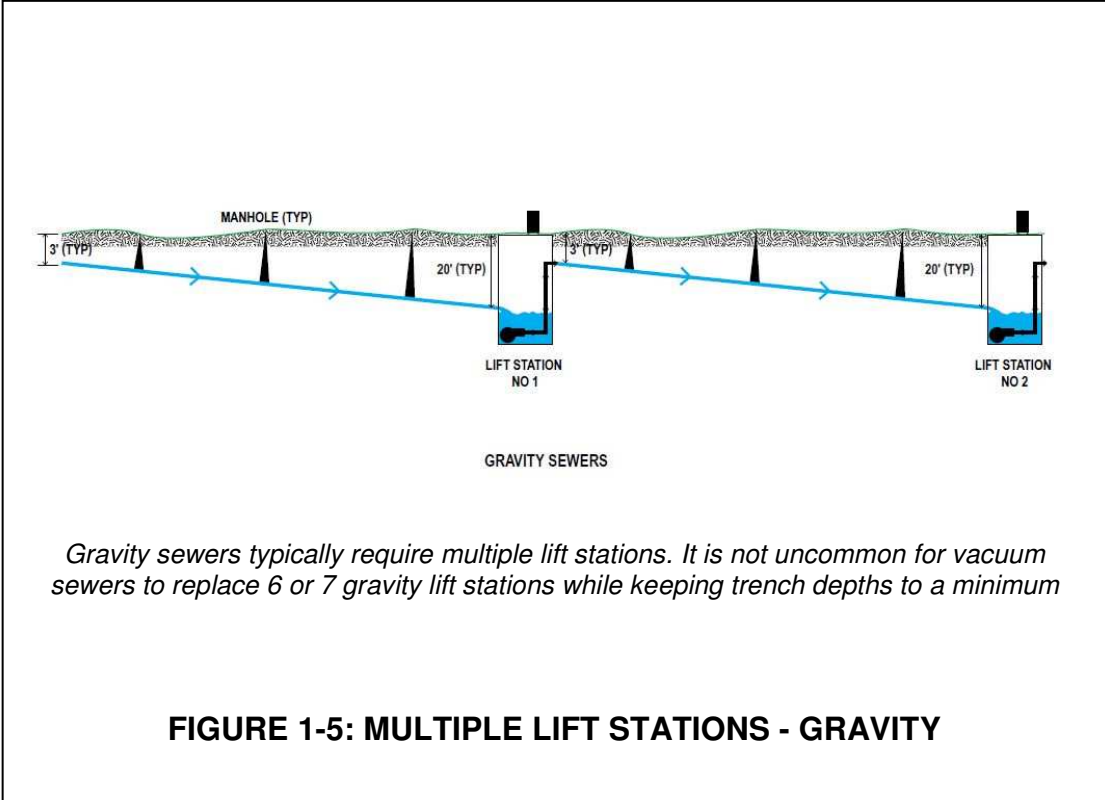 MANHOLE (TYP)
3' (TYP)
20' (TYP)
3' (TYP)
20' (TYP)
LIFT STATION
NO 1
LIFT STATION
NO 2
GRAVITY SEWERS
Gravity sewers typically require multiple lift stations. It is not uncommon for vacuum
sewers to replace 6 or 7 gravity lift stations while keeping trench depths to a minimum
FIGURE 1-5: MULTIPLE LIFT STATIONS - GRAVITY